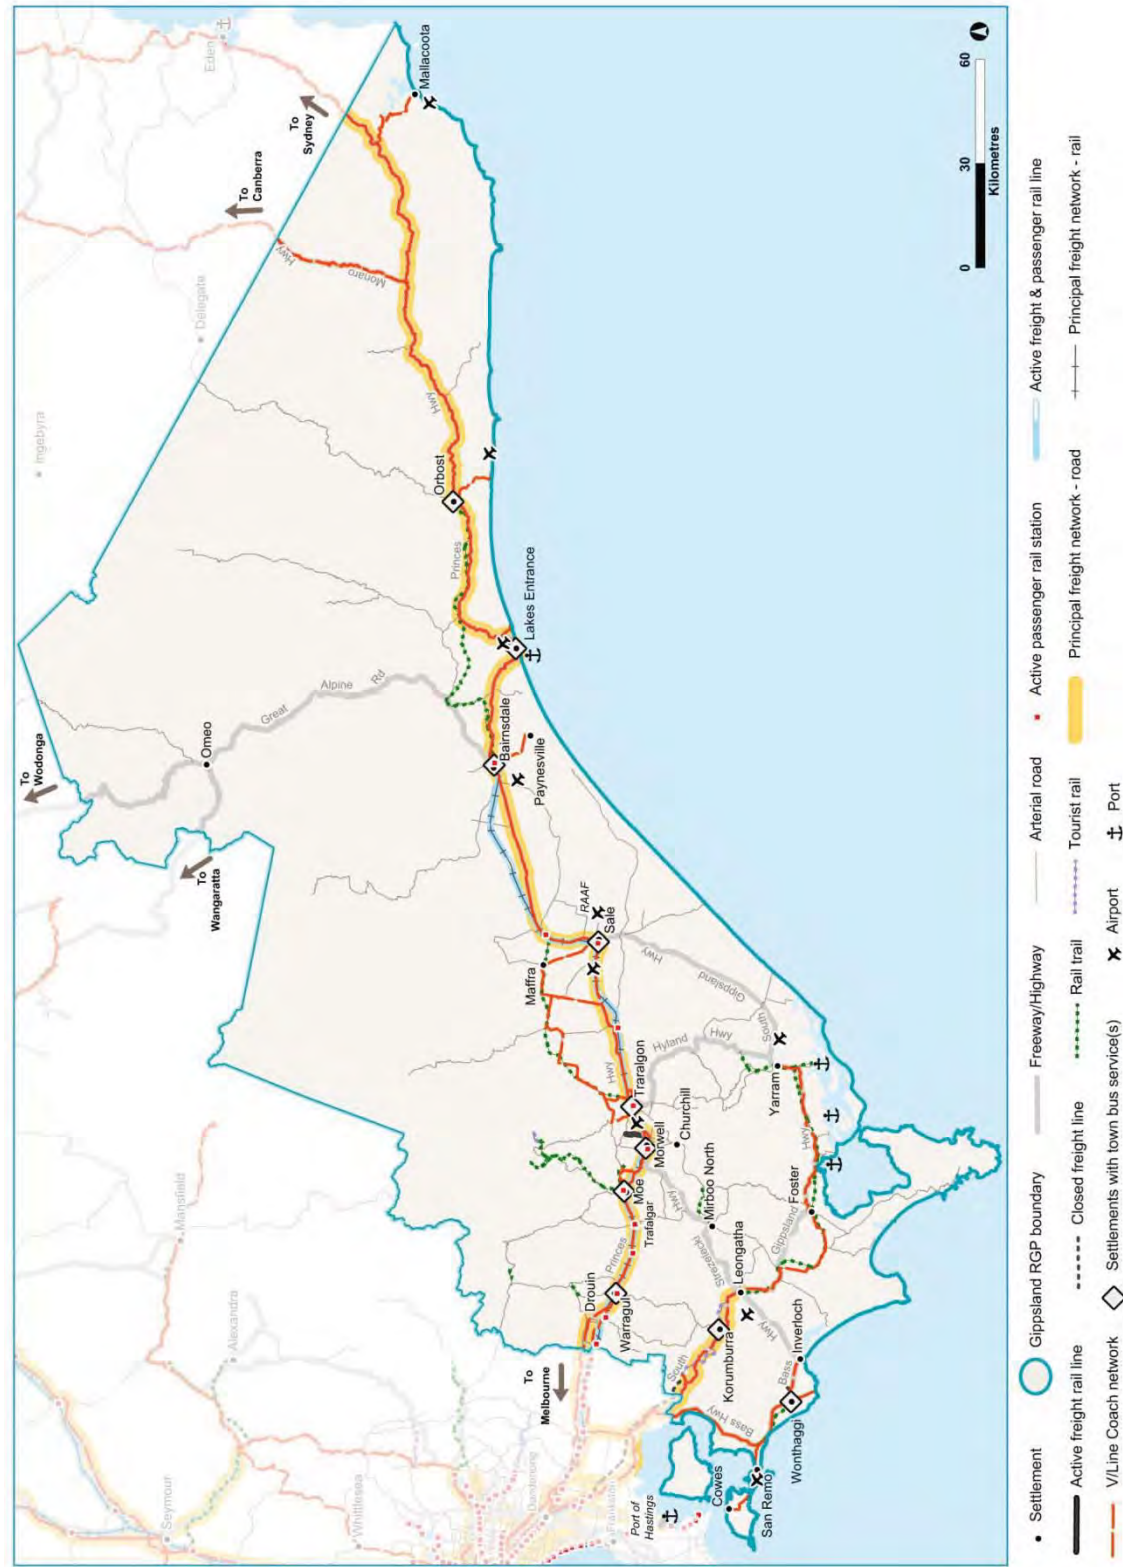 Eden
To
Sydney
To
Canberra
Mallacoota
Hwy
Monaro
Delegate
Ingebyra
Hwy
Orbost
Princes
Lakes Entrance
To
Wodonga
Omeo
Great
Alpine
Rd
Bairnsdale
Paynesville
To
Wangaratta
RAAF
Sale
Maffra
Hwy
Gippsland
South
Hwy
Traralgon
Hyland
Hwy
Yarram
Churchill
Morwell
Moe
Mirboo North
Hwy
Trafalgar
Strezelecki
Foster
Hwy
Gippsland
Princes
Leongatha
Drouin
Warragul
Korumburra
South
Hwy
Inverloch
Bass
Bass Hwy
Wonthaggi
To
Melbourne
Mansfield
Alexandra
Seymour
Whittlesea
Dandenong
Frankston
Port of
Hastings
Cowes
San Remo
0
30
60
Kilometres
Settlement
Gippsland RGP boundary
Freeway/Highway
Arterial road
Active passenger rail station
Active freight & passenger rail line
Active freight rail line
Closed freight line
Rail trail
Tourist rail
Principal freight network - road
Principal freight network - rail
V/Line Coach network
Settlements with town bus service(s)
Airport
Port